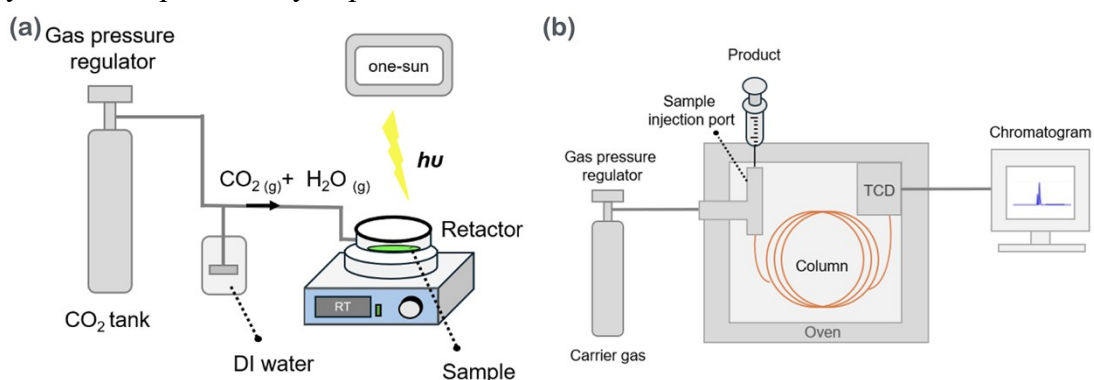 (a)
Gas pressure
regulator
one-sun
hυ
CO2 (g)+ H2O (g)
Retactor
RT
CO2 tank
DI water
Sample
(b)
Product
Sample
injection port
Gas pressure
regulator
Chromatogram
TCD
Column
Oven
Carrier gas